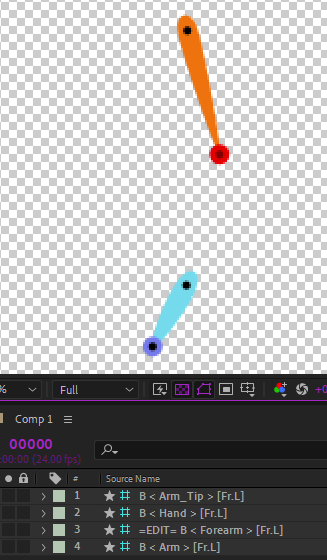 %
Full
+0
Comp 1
00000
0:00:00 (24.00 fps)
# Source Name
1 B < Arm_Tip > [Fr.L]
2 B < Hand > [Fr.L]
3 =EDIT= B < Forearm > [Fr.L]
4 B < Arm > [Fr.L]